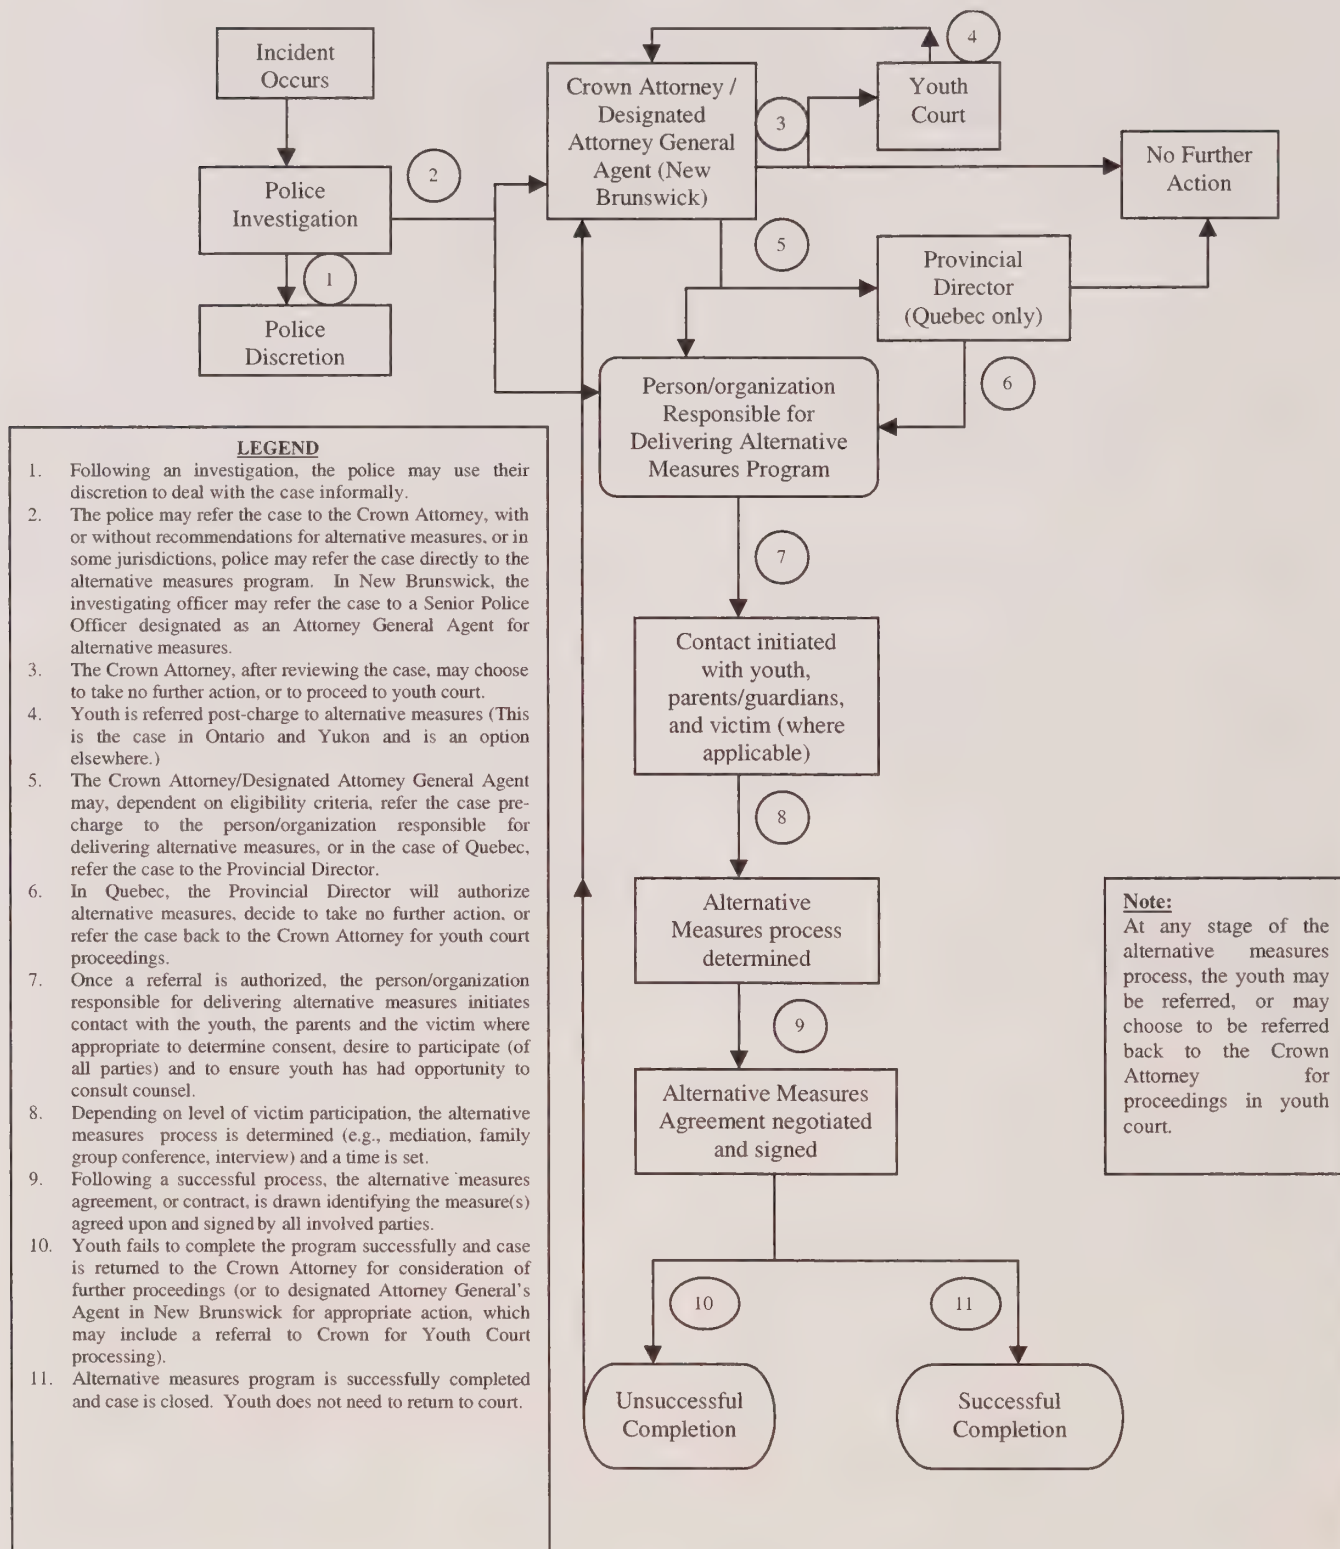 Incident
Occurs
Police
Investigation
2
1
Police
Discretion
Crown Attorney /
Designated
Attorney General
Agent (New
Brunswick)
3
4
Youth
Court
No Further
Action
5
Provincial
Director
(Quebec only)
6
Person/organization
Responsible for
Delivering Alternative
Measures Program
7
Contact initiated
with youth,
parents/guardians,
and victim (where
applicable)
8
Alternative
Measures process
determined
9
Alternative Measures
Agreement negotiated
and signed
10
11
Unsuccessful
Completion
Successful
Completion
LEGEND
1. Following an investigation, the police may use their
discretion to deal with the case informally.
2. The police may refer the case to the Crown Attorney, with
or without recommendations for alternative measures, or in
some jurisdictions, police may refer the case directly to the
alternative measures program. In New Brunswick, the
investigating officer may refer the case to a Senior Police
Officer designated as an Attorney General Agent for
alternative measures.
3. The Crown Attorney, after reviewing the case, may choose
to take no further action, or to proceed to youth court.
4. Youth is referred post-charge to alternative measures (This
is the case in Ontario and Yukon and is an option
elsewhere.)
5. The Crown Attorney/Designated Attorney General Agent
may, dependent on eligibility criteria, refer the case pre-
charge to the person/organization responsible for
delivering alternative measures, or in the case of Quebec,
refer the case to the Provincial Director.
6. In Quebec, the Provincial Director will authorize
alternative measures, decide to take no further action, or
refer the case back to the Crown Attorney for youth court
proceedings.
7. Once a referral is authorized, the person/organization
responsible for delivering alternative measures initiates
contact with the youth, the parents and the victim where
appropriate to determine consent, desire to participate (of
all parties) and to ensure youth has had opportunity to
consult counsel.
8. Depending on level of victim participation, the alternative
measures process is determined (e.g., mediation, family
group conference, interview) and a time is set.
9. Following a successful process, the alternative measures
agreement, or contract, is drawn identifying the measure(s)
agreed upon and signed by all involved parties.
10. Youth fails to complete the program successfully and case
is returned to the Crown Attorney for consideration of
further proceedings (or to designated Attorney General's
Agent in New Brunswick for appropriate action, which
may include a referral to Crown for Youth Court
processing).
11. Alternative measures program is successfully completed
and case is closed. Youth does not need to return to court.
Note:
At any stage of the
alternative measures
process, the youth may
be referred, or may
choose to be referred
back to the Crown
Attorney for
proceedings in youth
court.